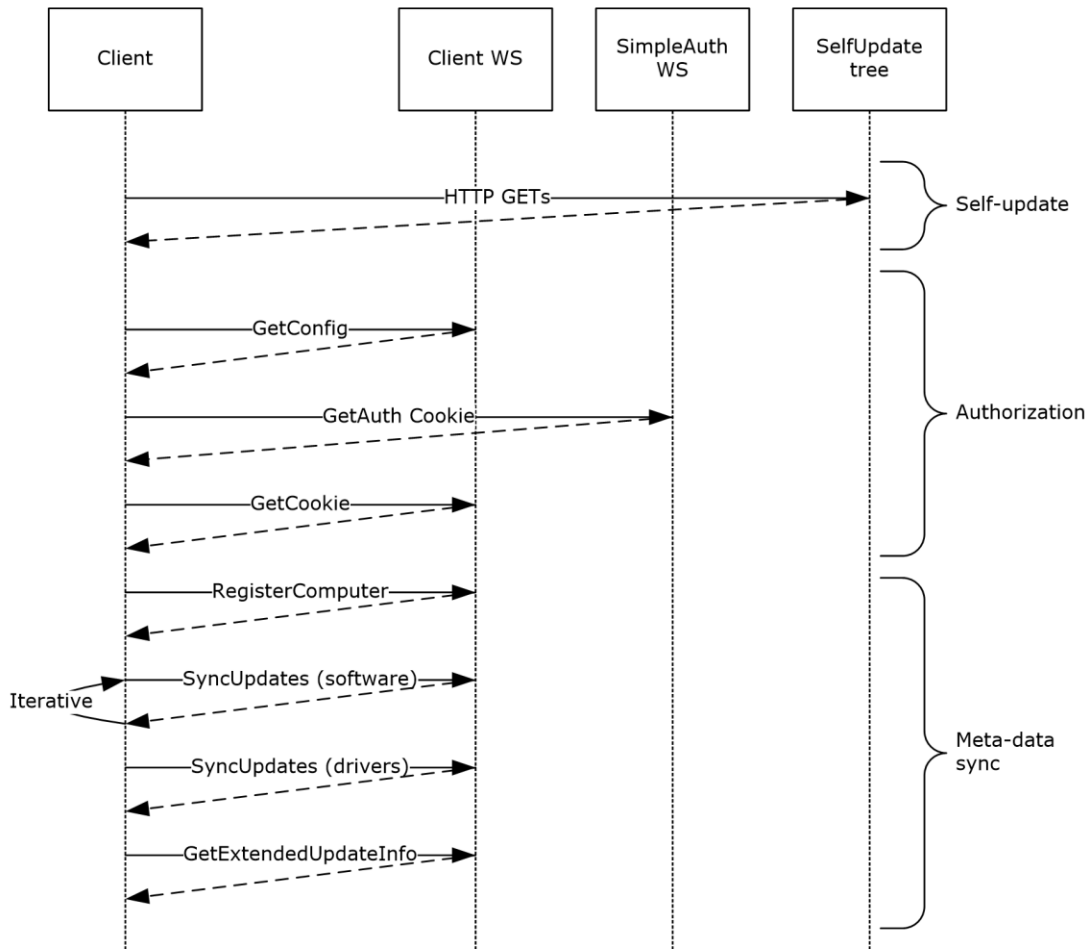 Client
Client WS
SimpleAuth
WS
SelfUpdate
tree
HTTP GETs
Self-update
GetConfig
GetAuth Cookie
Authorization
GetCookie
RegisterComputer
SyncUpdates (software)
Iterative
Meta-data
sync
SyncUpdates (drivers)
GetExtendedUpdateInfo